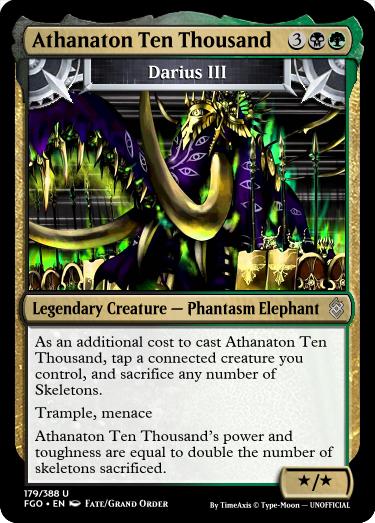 Athanaton Ten Thousand 3
Darius III
Legendary Creature — Phantasm Elephant
As an additional cost to cast Athanaton Ten
Thousand, tap a connected creature you
control, and sacrifice any number of
Skeletons.
Trample, menace
Athanaton Ten Thousand's power and
toughness are equal to double the number of
skeletons sacrificed.
★/★
179/388 U
FGO • EN Fate/Grand Order
By TimeAxis © Type-Moon — UNOFFICIAL